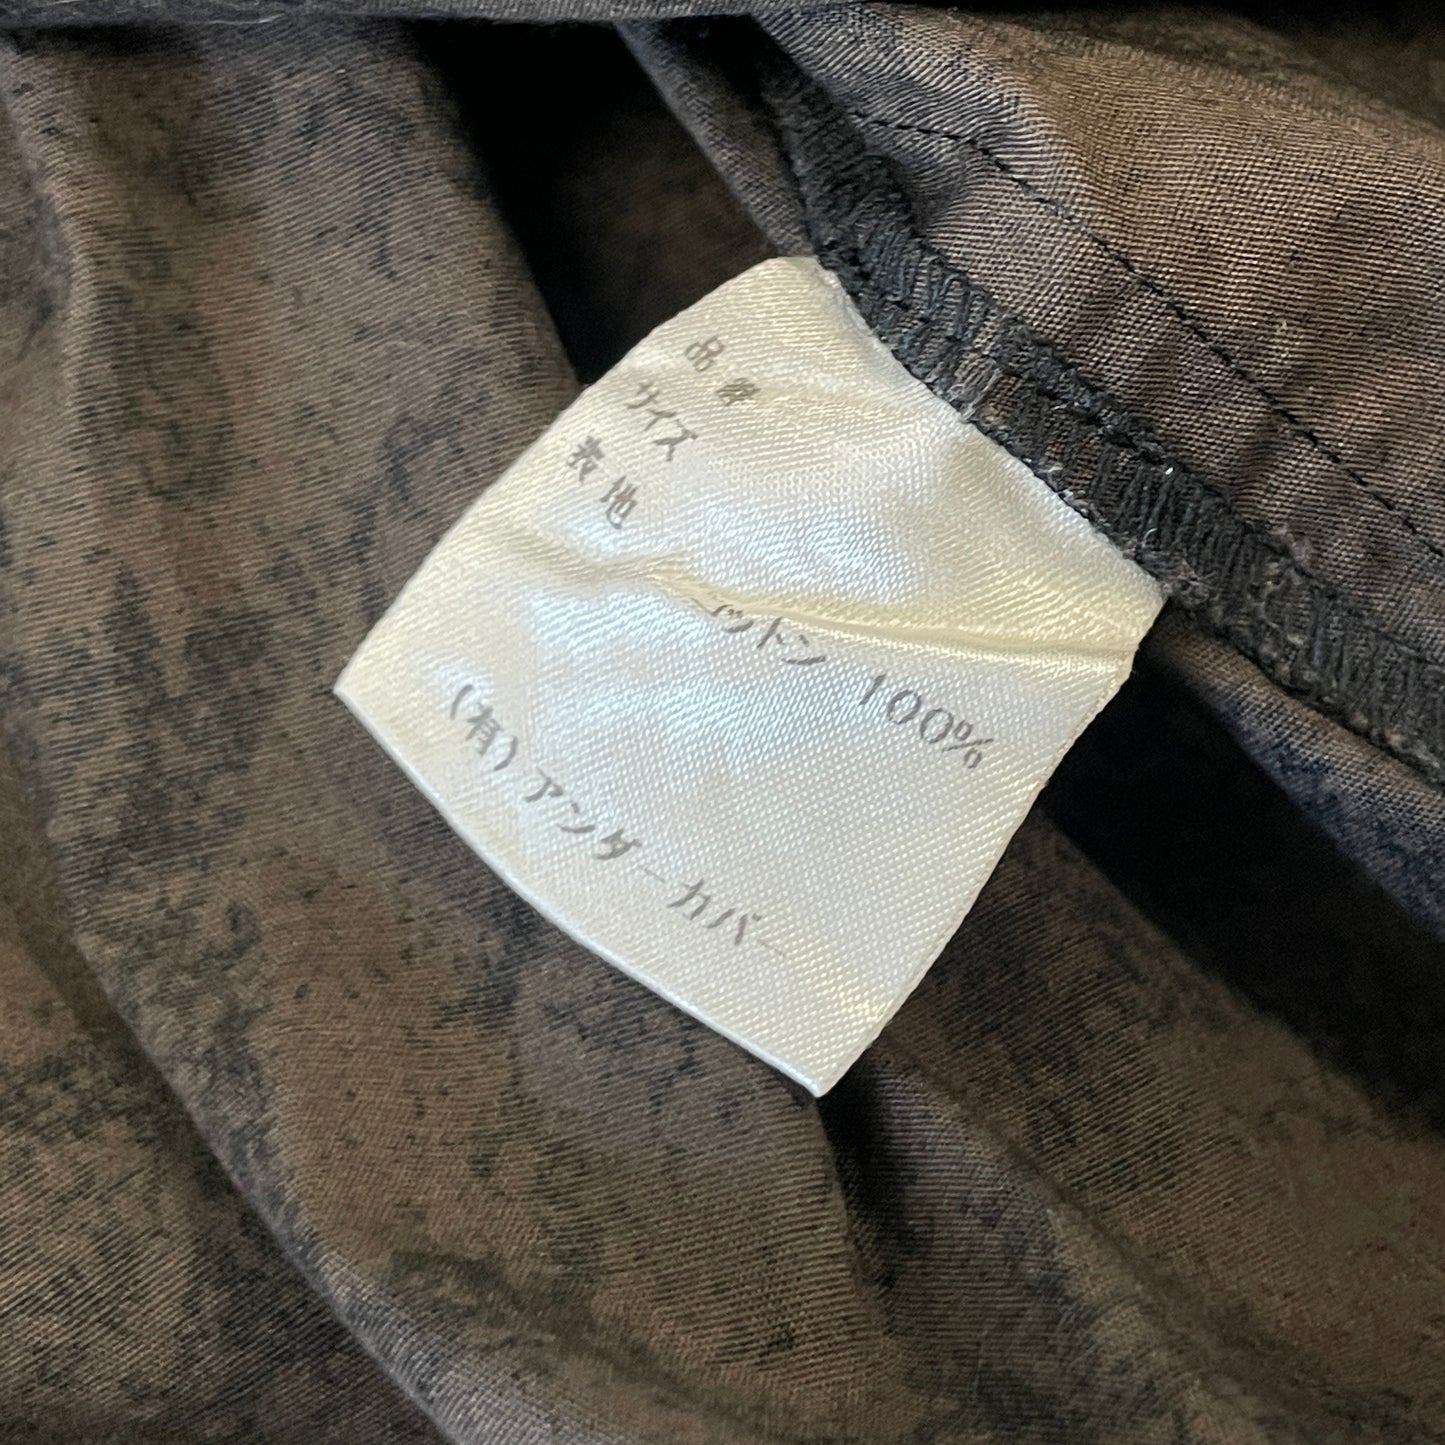 品番
サイズ
表地
コットン 100%
(有)アンダーカバー